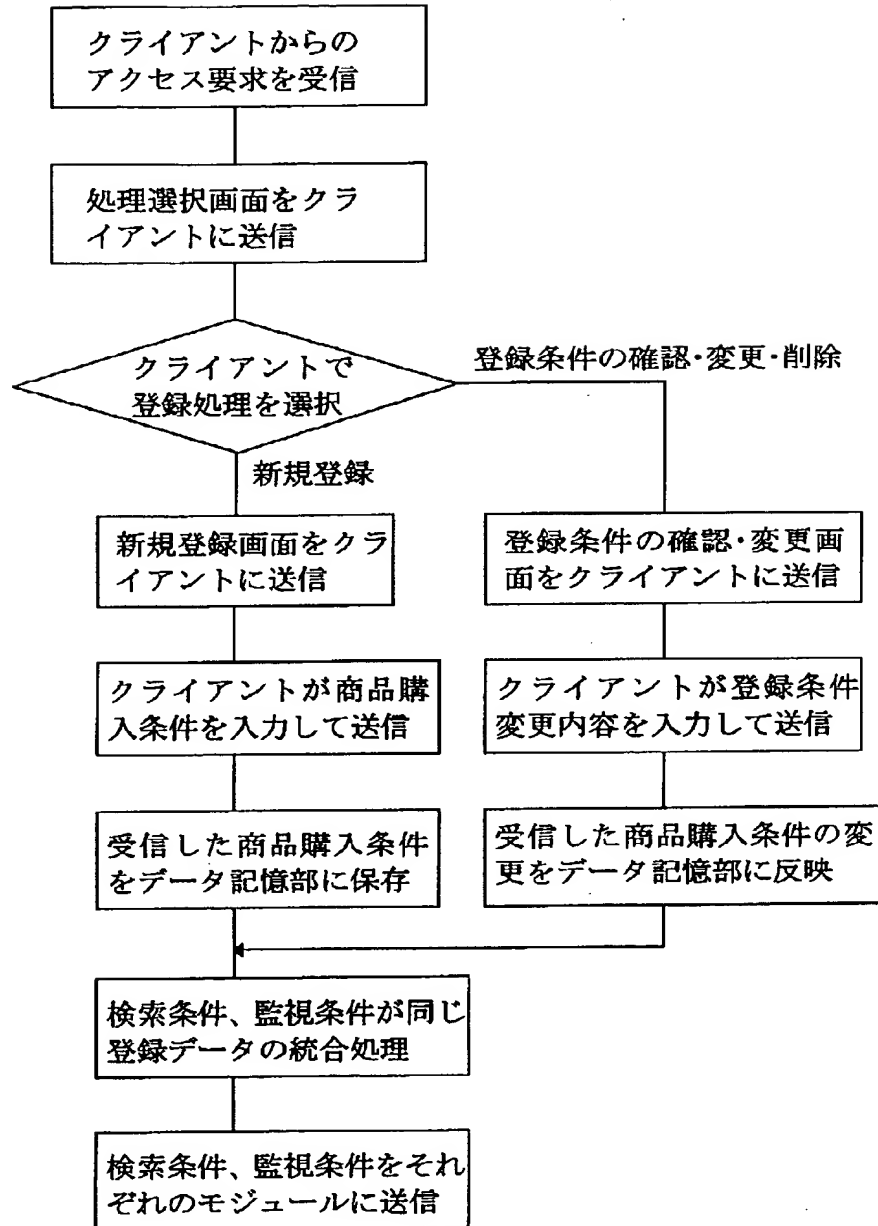 クライアントからの
アクセス要求を受信
処理選択画面をクラ
イアントに送信
クライアントで
登録処理を選択
登録条件の確認・変更・削除
新規登録
新規登録画面をクラ
イアントに送信
クライアントが商品購
入条件を入力して送信
受信した商品購入条件
をデータ記憶部に保存
登録条件の確認・変更画
面をクライアントに送信
クライアントが登録条件
変更内容を入力して送信
受信した商品購入条件の変
更をデータ記憶部に反映
検索条件、監視条件が同じ
登録データの統合処理
検索条件、監視条件をそれ
ぞれのモジュールに送信